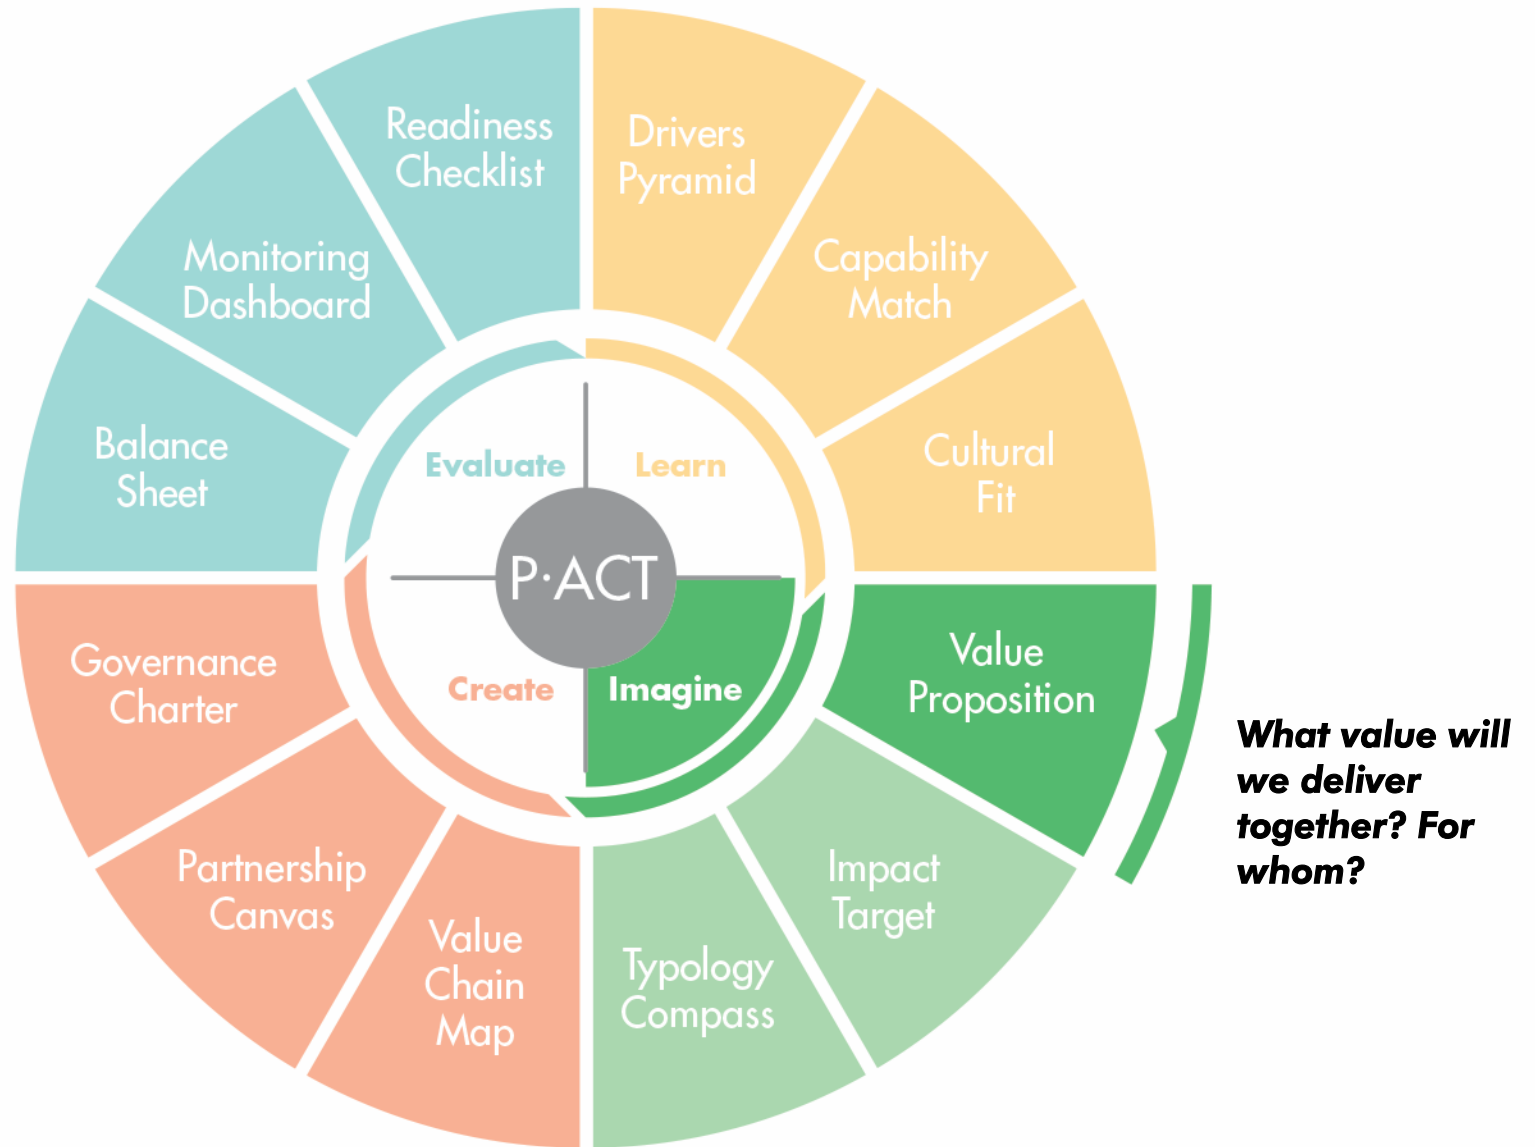 Readiness
Checklist
Drivers
Pyramid
Monitoring
Dashboard
Capability
Match
Balance
Sheet
Cultural
Fit
Evaluate
Learn
P·ACT
Create
Imagine
Governance
Charter
Value
Proposition
What value will
we deliver
together? For
whom?
Partnership
Canvas
Impact
Target
Value
Chain
Map
Typology
Compass